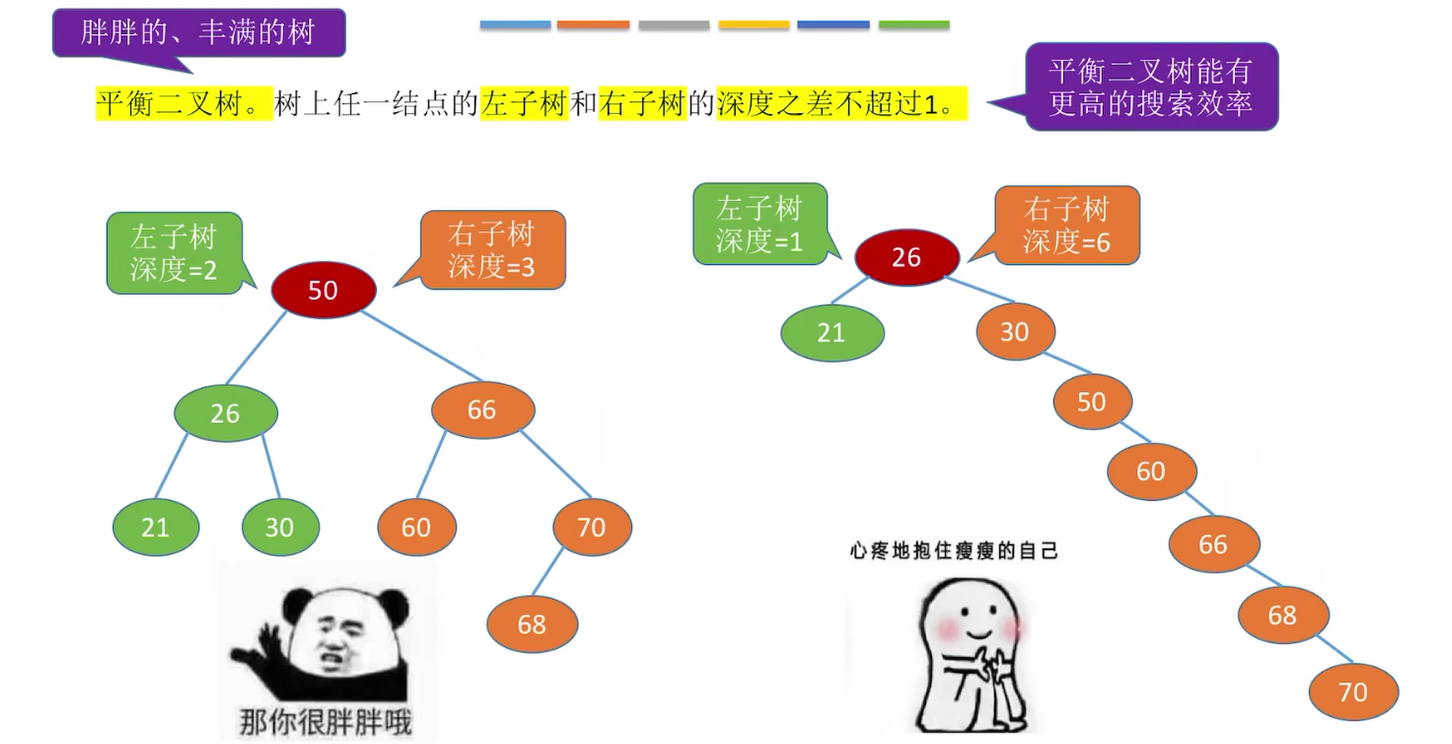 胖胖的、丰满的树
平衡二叉树。树上任一结点的左子树和右子树的深度之差不超过1。
平衡二叉树能有
更高的搜索效率
左子树
深度=2
右子树
深度=3
50
26
66
21
30
60
70
68
那你很胖胖哦
左子树
深度=1
右子树
深度=6
26
21
30
50
60
66
68
70
心疼地抱住瘦瘦的自己